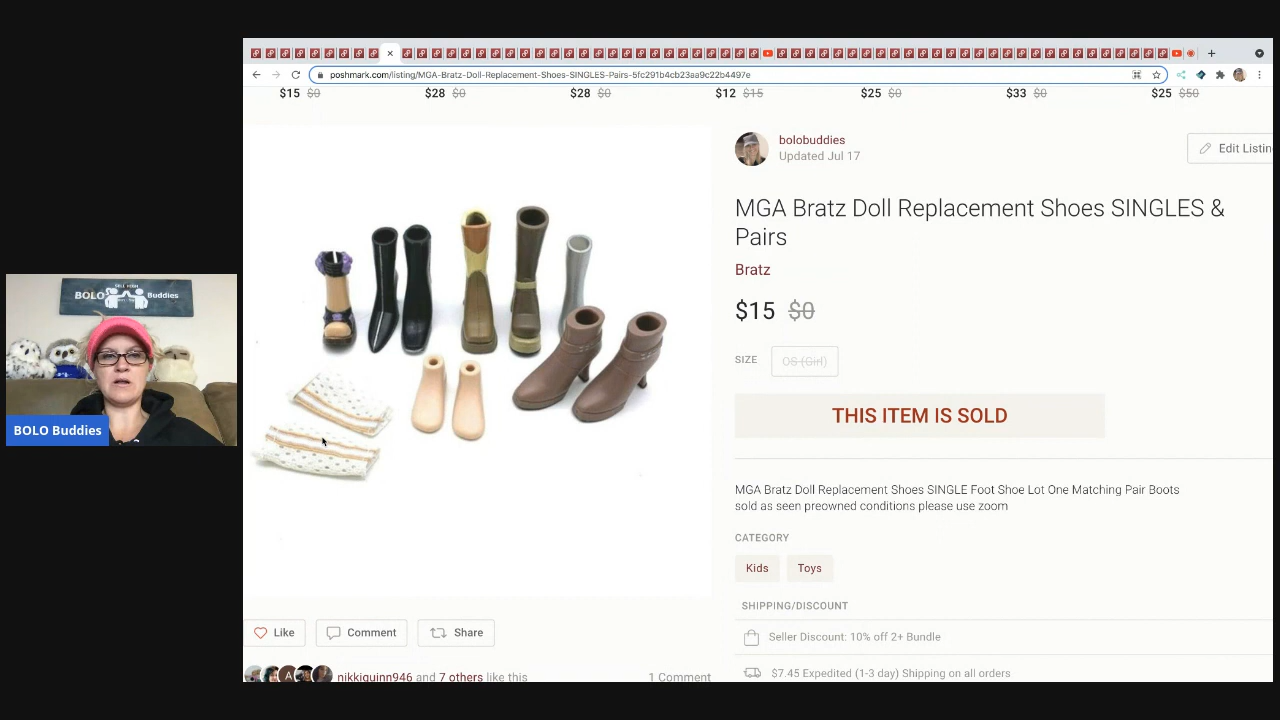 poshmark.com/listing/MGA-Bratz-Doll-Replacement-Shoes-SINGLES-Pairs-5fc291b4cb23aa9c22b4497e
$15 $0 $28 $0 $28 $0 $12 $15 $25 $0 $33 $0 $25 $50
bolobuddies
Updated Jul 17
Edit Listin
MGA Bratz Doll Replacement Shoes SINGLES &
Pairs
Bratz
$15 $0
SIZE OS (Girl)
THIS ITEM IS SOLD
MGA Bratz Doll Replacement Shoes SINGLE Foot Shoe Lot One Matching Pair Boots
sold as seen preowned conditions please use zoom
CATEGORY
Kids Toys
SHIPPING/DISCOUNT
Seller Discount: 10% off 2+ Bundle
$7.45 Expedited (1-3 day) Shipping on all orders
Like Comment Share
A
nikkiquinn946 and 7 others like this
1 Comment
BOLO Buddies
BOLO Buddies